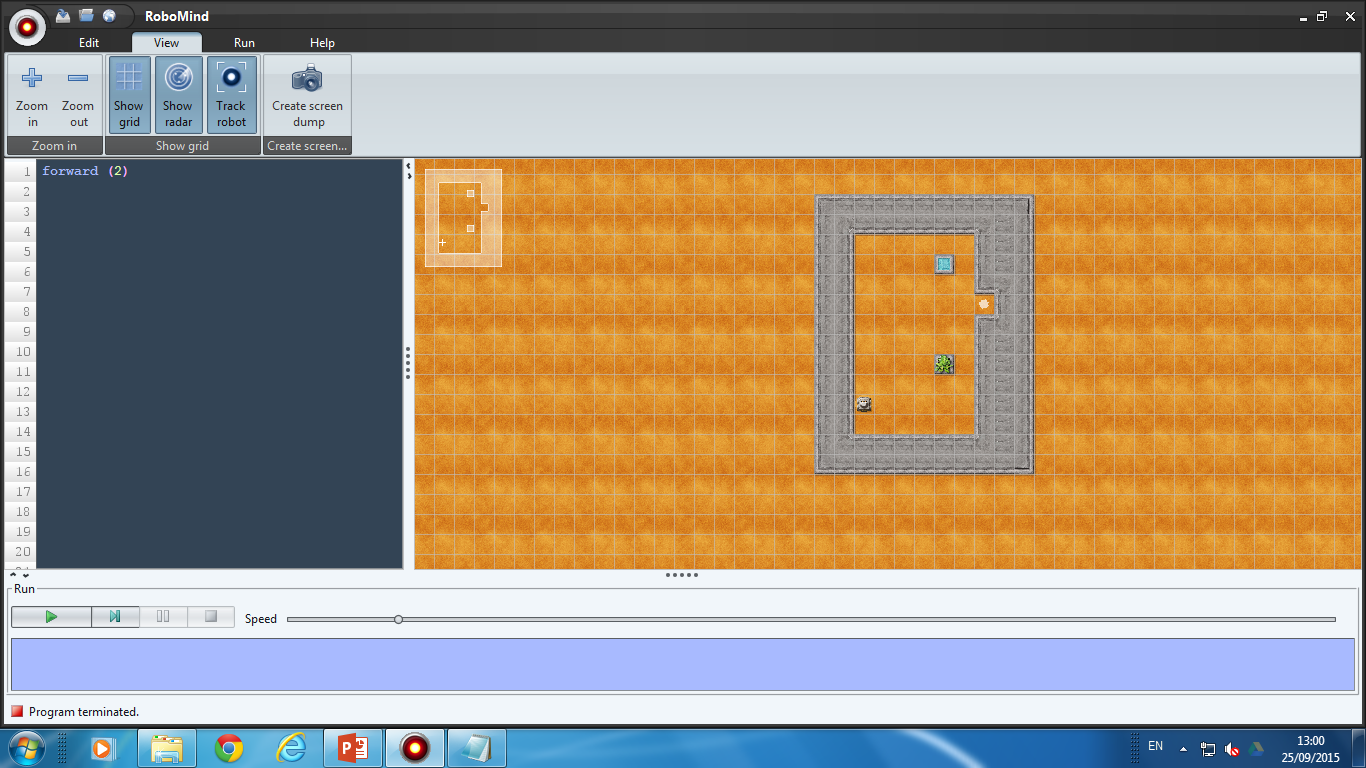 RoboMind
Edit View Run Help
Zoom in Zoom out Show grid Show radar Track robot Create screen dump
Zoom in Show grid Create screen...
1 forward (2)
2
3
4
5
6
7
8
9
10
11
12
13
14
15
16
17
18
19
20
Run
Speed
Program terminated.
EN 13:00
25/09/2015